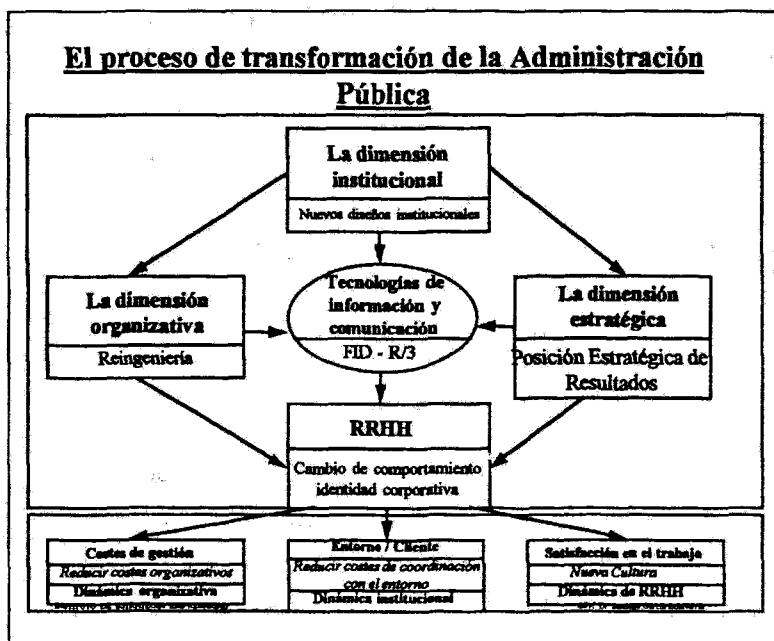 El proceso de transformación de la Administración
Pública
La dimensión
institucional
Nuevos diseños institucionales
La dimensión
organizativa
Reingeniería
Tecnologías de
información y
comunicación
FID - R/3
La dimensión
estratégica
Posición Estratégica de
Resultados
RRHH
Cambio de comportamiento
identidad corporativa
Costes de gestión
Reducir costes organizativos
Dinámica organizativa
Entorno / Cliente
Reducir costes de coordinación
con el entorno
Dinámica institucional
Satisfacción en el trabajo
Nueva Cultura
Dinámica de RRHH